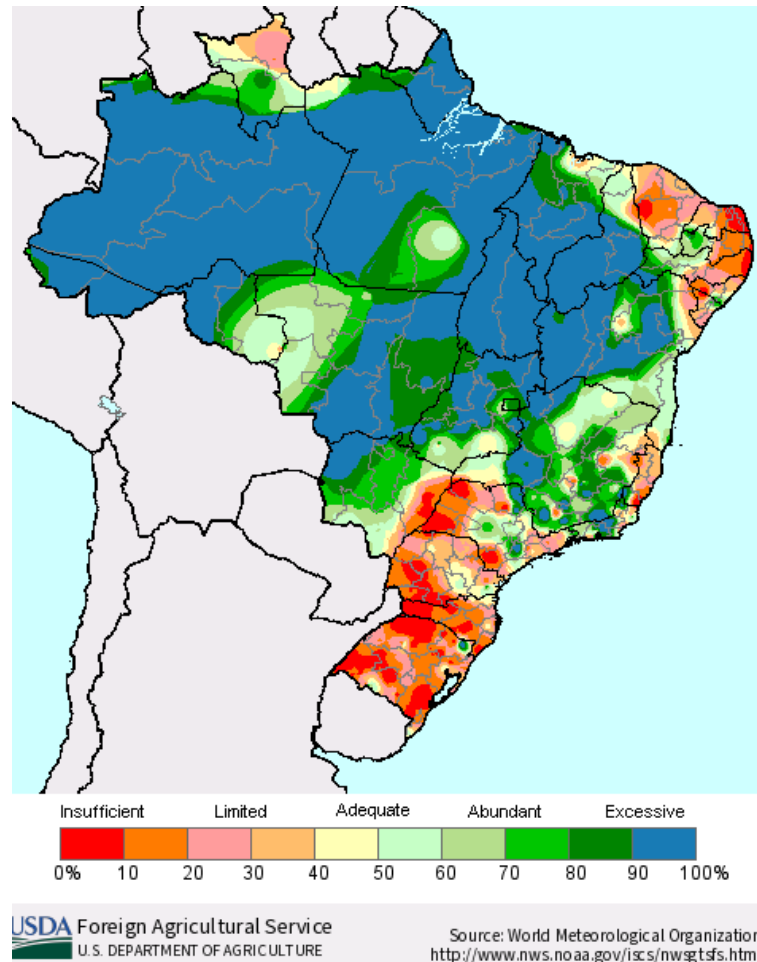 Insufficient Limited Adequate Abundant Excessive
0% 10 20 30 40 50 60 70 80 90 100%
USDA Foreign Agricultural Service
U.S. DEPARTMENT OF AGRICULTURE
Source: World Meteorological Organization
http://www.nws.noaa.gov/iscs/nwsgtsfs.htm